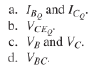 a. I_{B_Q} and I_{C_Q}.
b. V_{CE_Q}.
c. V_B and V_C.
d. V_{BC}.